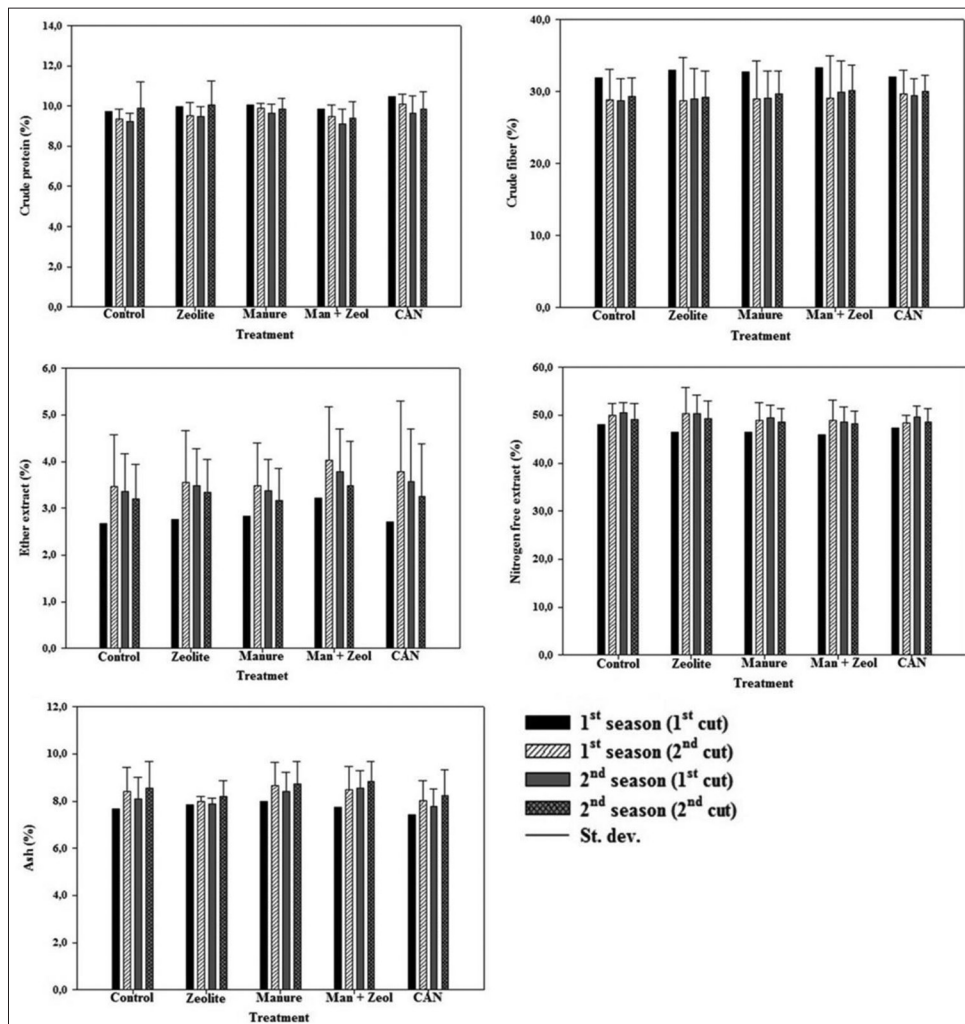 Crude protein (%)
14,0
12,0
10,0
8,0
6,0
4,0
2,0
0,0
Control Zeolite Manure Man + Zeol CAN
Treatment
Crude fiber (%)
40,0
30,0
20,0
10,0
0,0
Control Zeolite Manure Man + Zeol CAN
Treatment
Ether extract (%)
6,0
5,0
4,0
3,0
2,0
1,0
0,0
Control Zeolite Manure Man + Zeol CAN
Treatmet
Nitrogen free extract (%)
60,0
50,0
40,0
30,0
20,0
10,0
0,0
Control Zeolite Manure Man + Zeol CAN
Treatment
Ash (%)
12,0
10,0
8,0
6,0
4,0
2,0
0,0
Control Zeolite Manure Man + Zeol CAN
Treatment
1st season (1st cut)
1st season (2nd cut)
2nd season (1st cut)
2nd season (2nd cut)
St. dev.